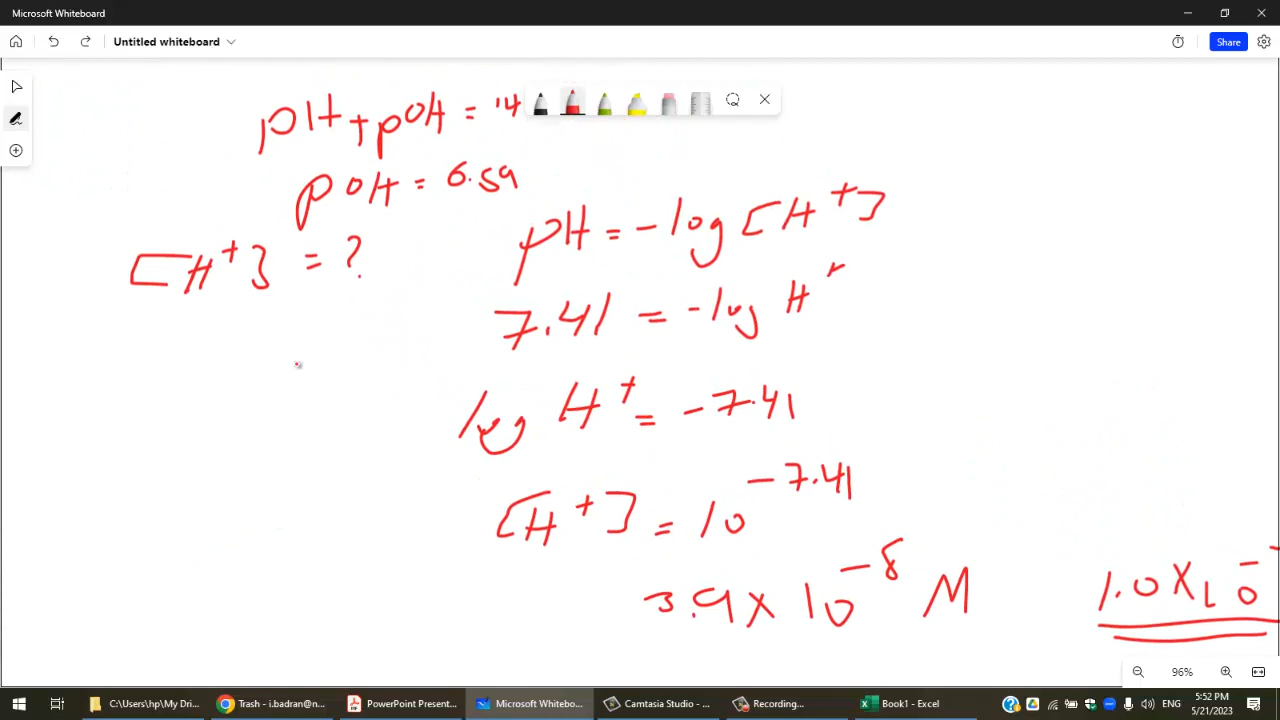 Microsoft Whiteboard
Untitled whiteboard
Share
pH + pOH = 14
pOH = 6.59
[H+] = ?
pH = -log [H+]
7.41 = -log H+
log H+ = -7.41
[H+] = 10^-7.41
3.9 x 10^-8 M
1.0 x 10^-
96%
C:\Users\hp\My Dri...
Trash - i.badran@...
PowerPoint Present...
Microsoft Whitebo...
Camtasia Studio - ...
Recording...
Book1 - Excel
ENG
5:52 PM
5/21/2023